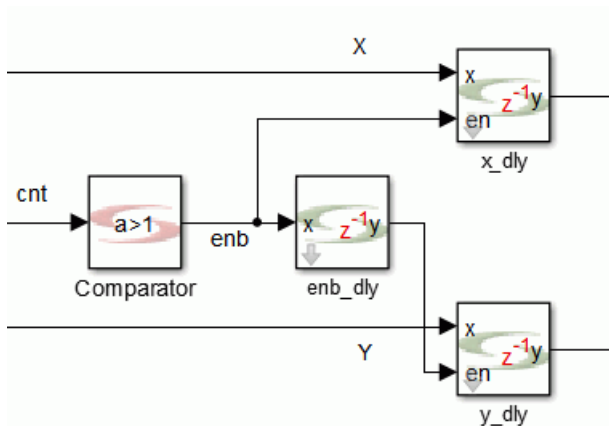 X
x z-1 y
en
x_dly
cnt
a>1
enb
Comparator
x z-1 y
enb_dly
Y
x z-1 y
en
y_dly